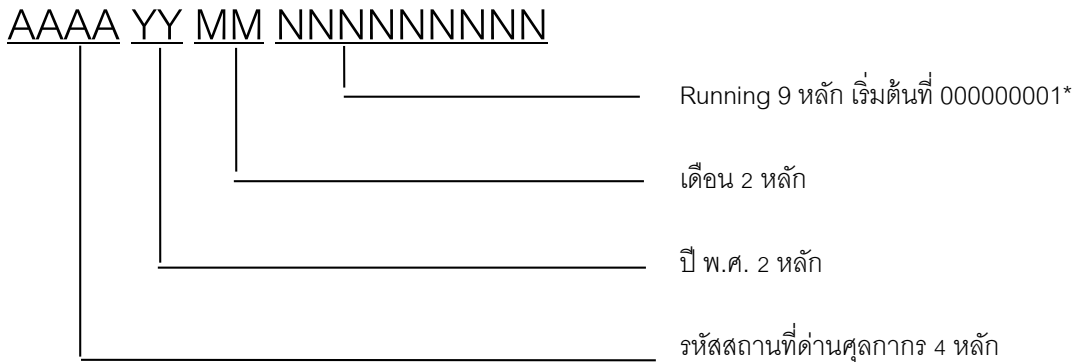 AAAA YY MM NNNNNNNNN
Running 9 หลัก เริ่มต้นที่ 000000001*
เดือน 2 หลัก
ปี พ.ศ. 2 หลัก
รหัสสถานที่ด่านศุลกากร 4 หลัก